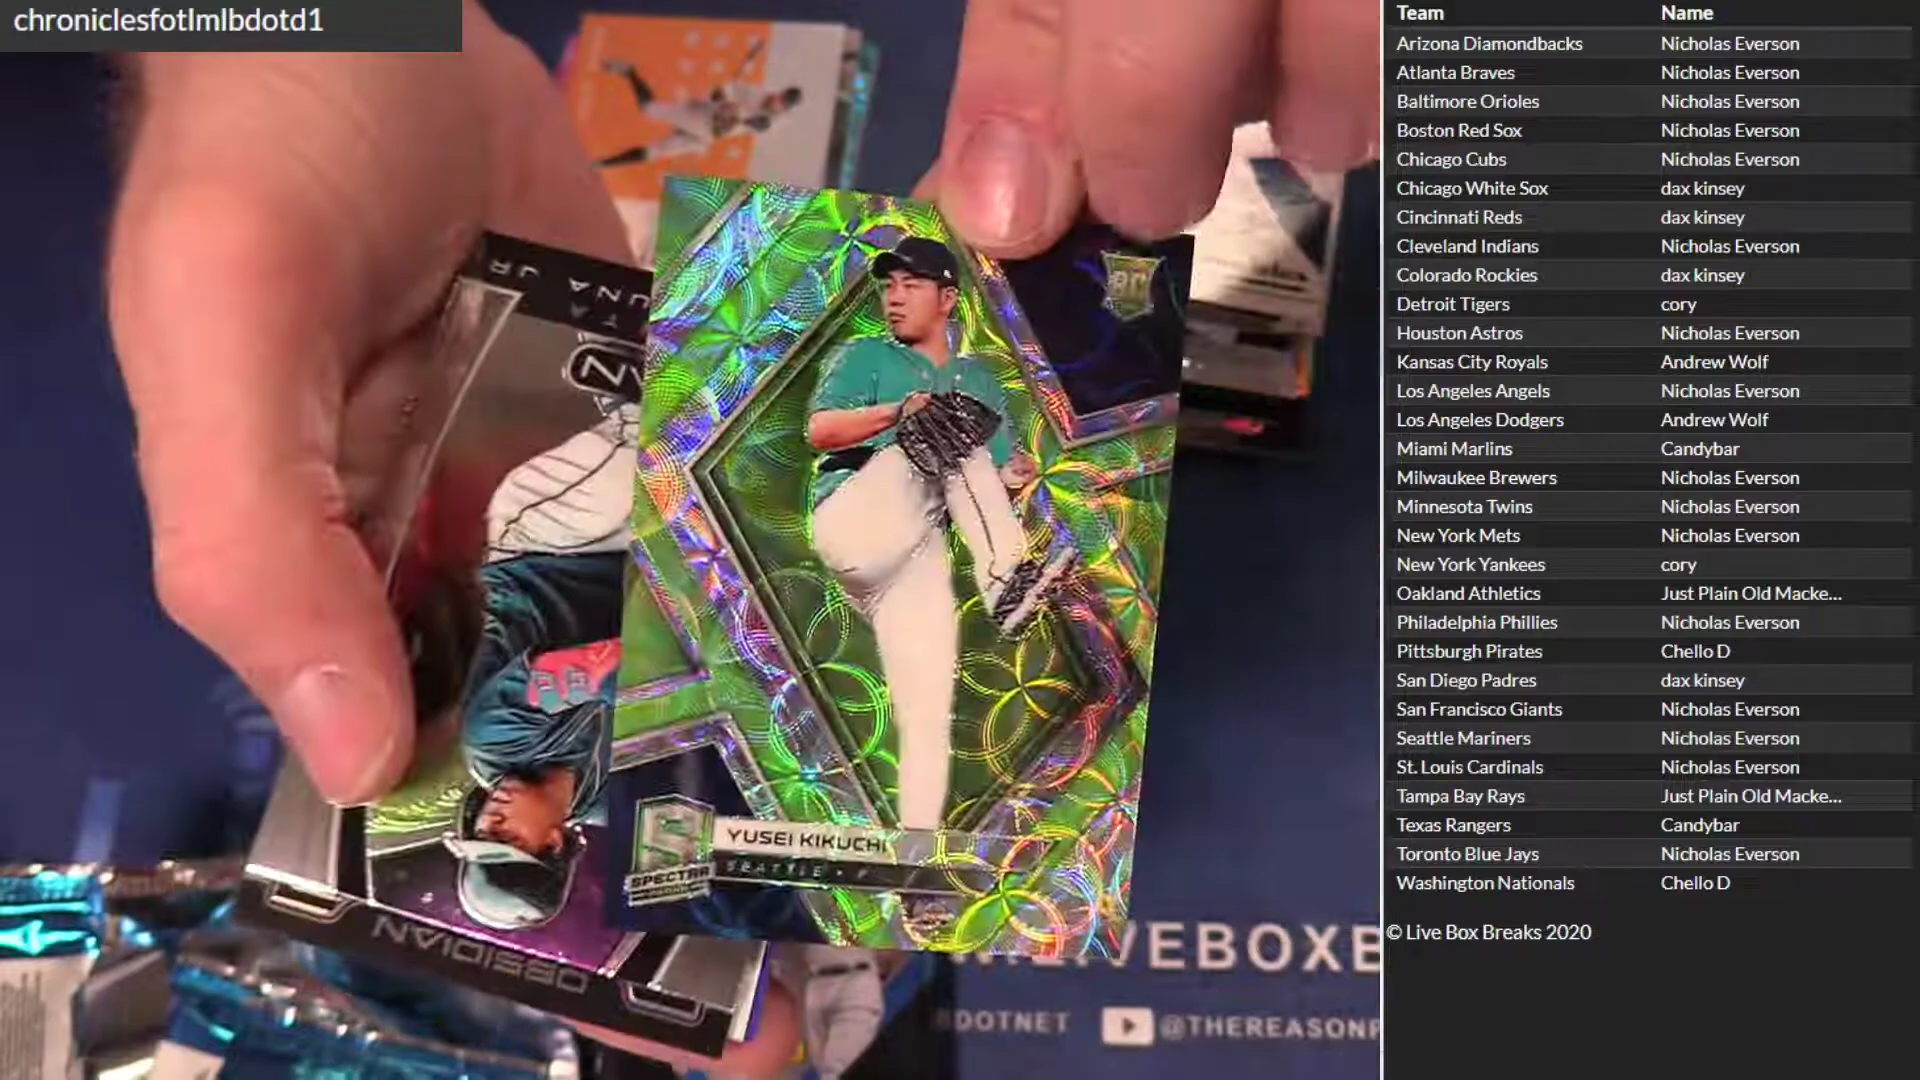 chroniclesfotlmlbdotd1
Team Name
Arizona Diamondbacks Nicholas Everson
Atlanta Braves Nicholas Everson
Baltimore Orioles Nicholas Everson
Boston Red Sox Nicholas Everson
Chicago Cubs Nicholas Everson
Chicago White Sox dax kinsey
Cincinnati Reds dax kinsey
Cleveland Indians Nicholas Everson
Colorado Rockies dax kinsey
Detroit Tigers cory
Houston Astros Nicholas Everson
Kansas City Royals Andrew Wolf
Los Angeles Angels Nicholas Everson
Los Angeles Dodgers Andrew Wolf
Miami Marlins Candybar
Milwaukee Brewers Nicholas Everson
Minnesota Twins Nicholas Everson
New York Mets Nicholas Everson
New York Yankees cory
Oakland Athletics Just Plain Old Macke...
Philadelphia Phillies Nicholas Everson
Pittsburgh Pirates Chello D
San Diego Padres dax kinsey
San Francisco Giants Nicholas Everson
Seattle Mariners Nicholas Everson
St. Louis Cardinals Nicholas Everson
Tampa Bay Rays Just Plain Old Macke...
Texas Rangers Candybar
Toronto Blue Jays Nicholas Everson
Washington Nationals Chello D
© Live Box Breaks 2020
RC
YUSEI KIKUCHI
SEATTLE • P
SPECTRA
UNA JR
OBSIDIAN
IVEBOXB
DOTNET
@THEREASON